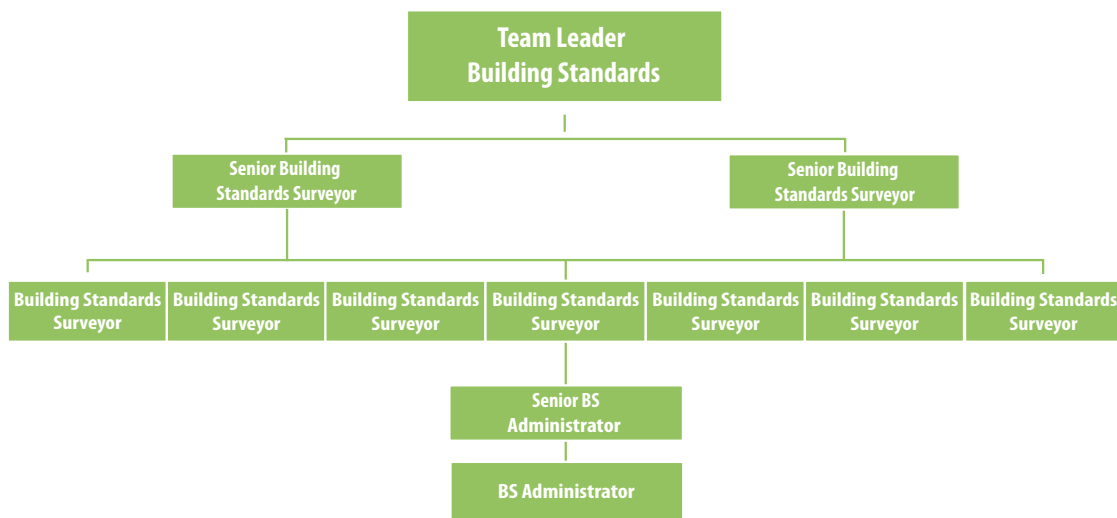 Team Leader
Building Standards
Senior Building
Standards Surveyor
Senior Building
Standards Surveyor
Building Standards
Surveyor
Building Standards
Surveyor
Building Standards
Surveyor
Building Standards
Surveyor
Building Standards
Surveyor
Building Standards
Surveyor
Building Standards
Surveyor
Senior BS
Administrator
BS Administrator